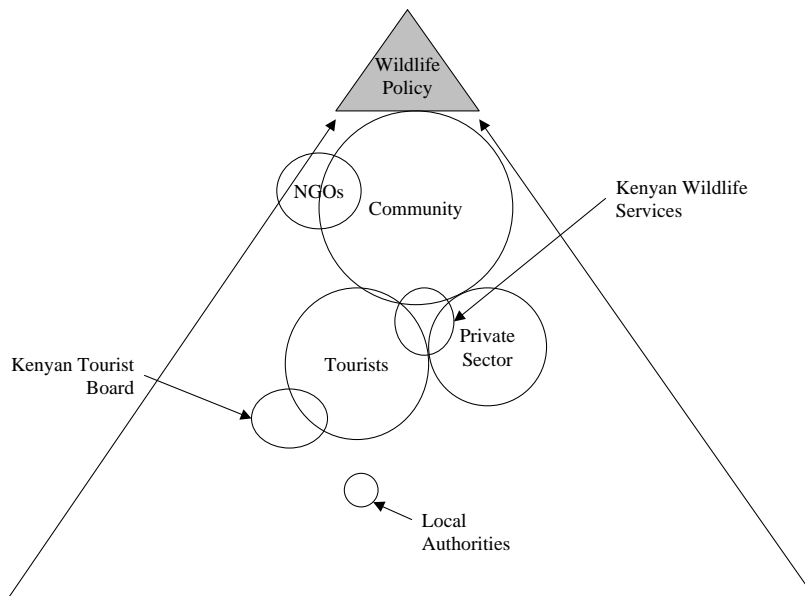 Wildlife
Policy
NGOs
Community
Kenyan Wildlife
Services
Private
Sector
Tourists
Kenyan Tourist
Board
Local
Authorities